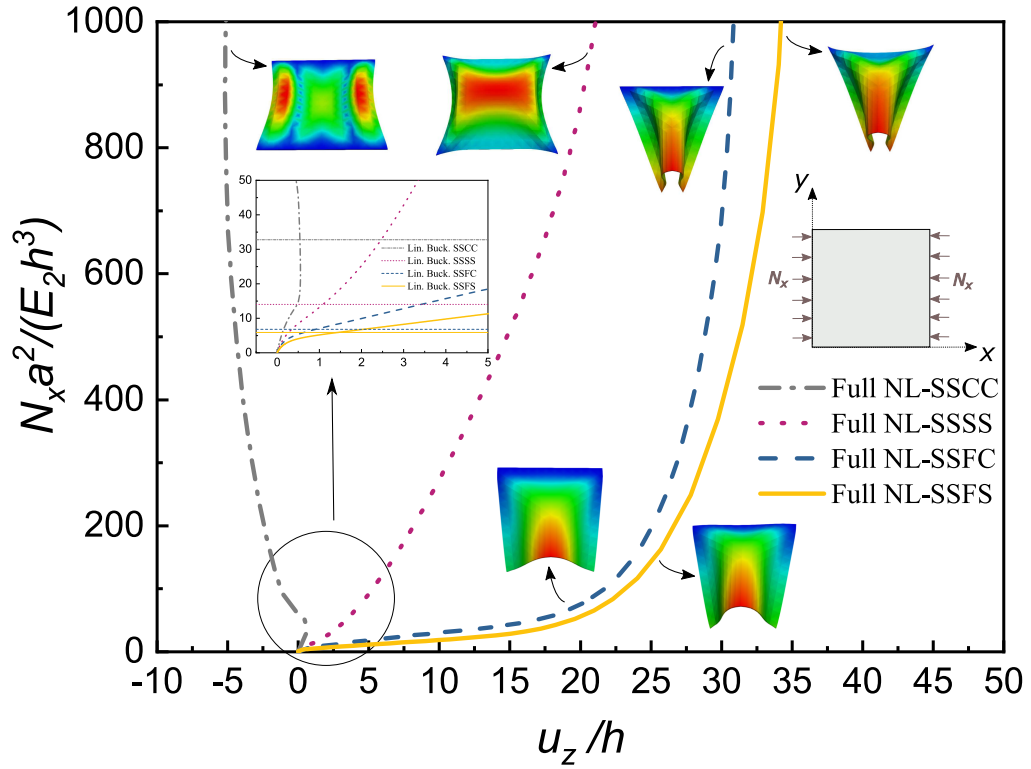 1000
800
600
400
200
0
N_x a^2/(E_2 h^3)
50
40
30
20
10
0
Lin. Buck. SSCC
Lin. Buck. SSSS
Lin. Buck. SSFC
Lin. Buck. SSFS
0 1 2 3 4 5
y
N_x N_x
x
Full NL-SSCC
Full NL-SSSS
Full NL-SSFC
Full NL-SSFS
-10 -5 0 5 10 15 20 25 30 35 40 45 50
u_z /h